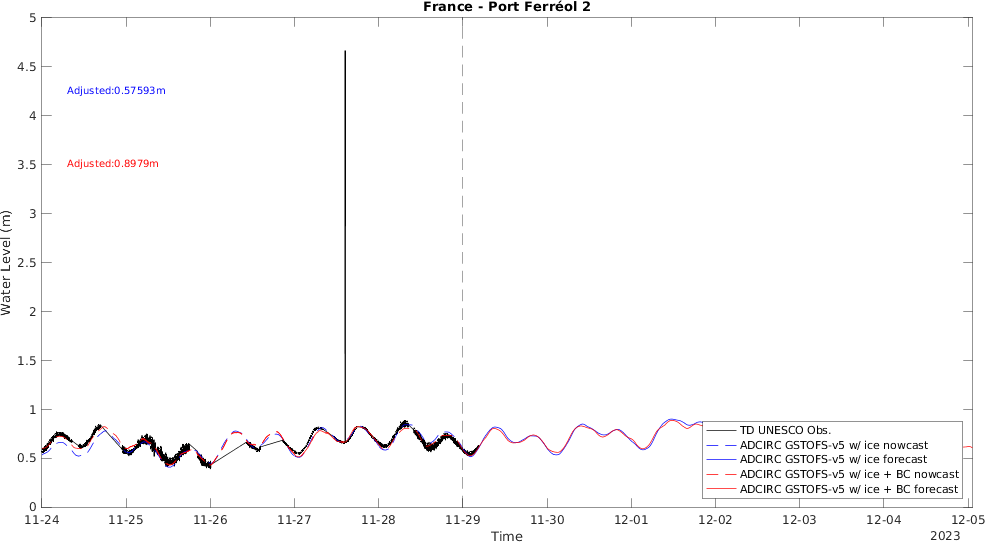 France - Port Ferréol 2
5
4.5
4
3.5
3
2.5
2
1.5
1
0.5
0
Water Level (m)
Adjusted:0.57593m
Adjusted:0.8979m
TD UNESCO Obs.
ADCIRC GSTOFS-v5 w/ ice nowcast
ADCIRC GSTOFS-v5 w/ ice forecast
ADCIRC GSTOFS-v5 w/ ice + BC nowcast
ADCIRC GSTOFS-v5 w/ ice + BC forecast
11-24 11-25 11-26 11-27 11-28 11-29 11-30 12-01 12-02 12-03 12-04 12-05
Time
2023